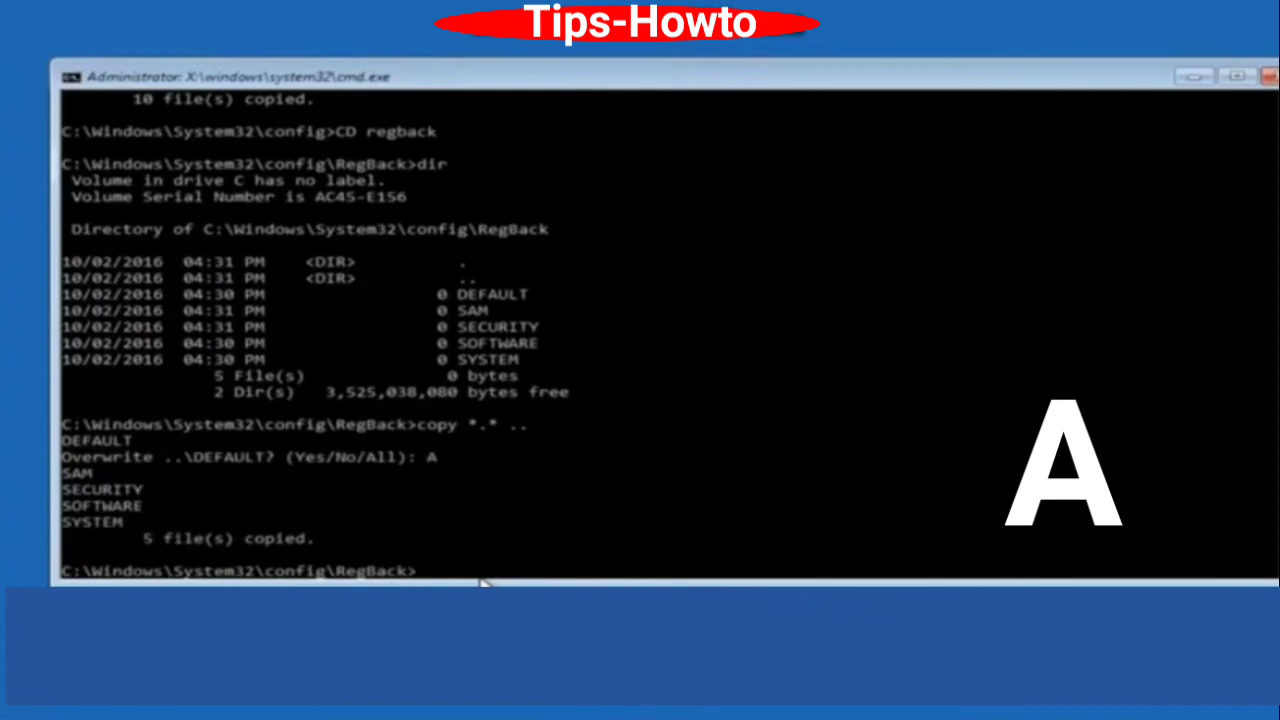 Tips-Howto
Administrator: X:\windows\system32\cmd.exe
10 file(s) copied.
C:\Windows\System32\config>CD regback
C:\Windows\System32\config\RegBack>dir
Volume in drive C has no label.
Volume Serial Number is AC45-E156
Directory of C:\Windows\System32\config\RegBack
10/02/2016 04:31 PM <DIR> .
10/02/2016 04:31 PM <DIR> ..
10/02/2016 04:30 PM 0 DEFAULT
10/02/2016 04:31 PM 0 SAM
10/02/2016 04:31 PM 0 SECURITY
10/02/2016 04:30 PM 0 SOFTWARE
10/02/2016 04:30 PM 0 SYSTEM
5 File(s) 0 bytes
2 Dir(s) 3,525,038,080 bytes free
C:\Windows\System32\config\RegBack>copy *.* ..
DEFAULT
Overwrite ..\DEFAULT? (Yes/No/All): A
SAM
SECURITY
SOFTWARE
SYSTEM
5 file(s) copied.
C:\Windows\System32\config\RegBack>
A